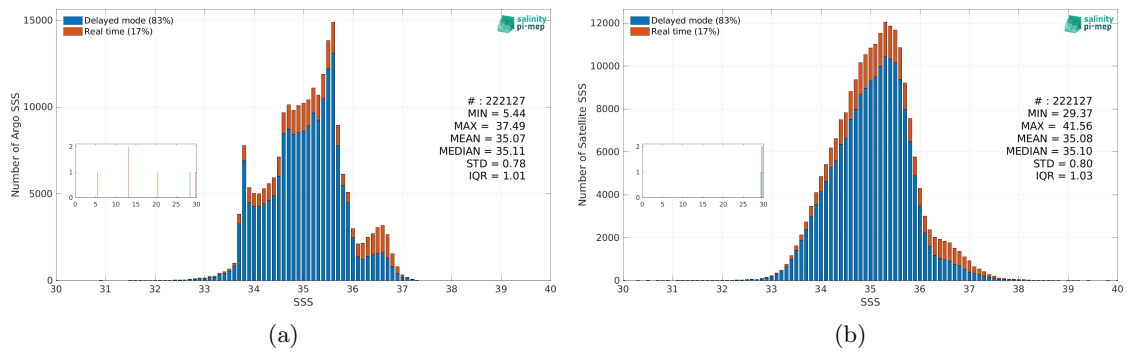 Delayed mode (83%)
Real time (17%)
salinity
pi-mep
# : 222127
MIN = 5.44
MAX = 37.49
MEAN = 35.07
MEDIAN = 35.11
STD = 0.78
IQR = 1.01
Number of Argo SSS
15000
10000
5000
0
2
1
0
0 5 10 15 20 25 30
30 31 32 33 34 35 36 37 38 39 40
SSS
(a)
Delayed mode (83%)
Real time (17%)
salinity
pi-mep
# : 222127
MIN = 29.37
MAX = 41.56
MEAN = 35.08
MEDIAN = 35.10
STD = 0.80
IQR = 1.03
Number of Satellite SSS
12000
10000
8000
6000
4000
2000
0
2
1
0
0 5 10 15 20 25 30
30 31 32 33 34 35 36 37 38 39 40
SSS
(b)